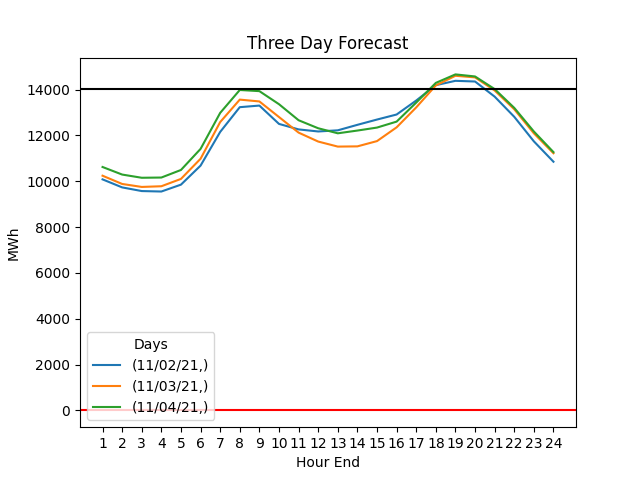 Three Day Forecast
MWh
14000
12000
10000
8000
6000
4000
2000
0
Days
(11/02/21,)
(11/03/21,)
(11/04/21,)
1 2 3 4 5 6 7 8 9 10 11 12 13 14 15 16 17 18 19 20 21 22 23 24
Hour End